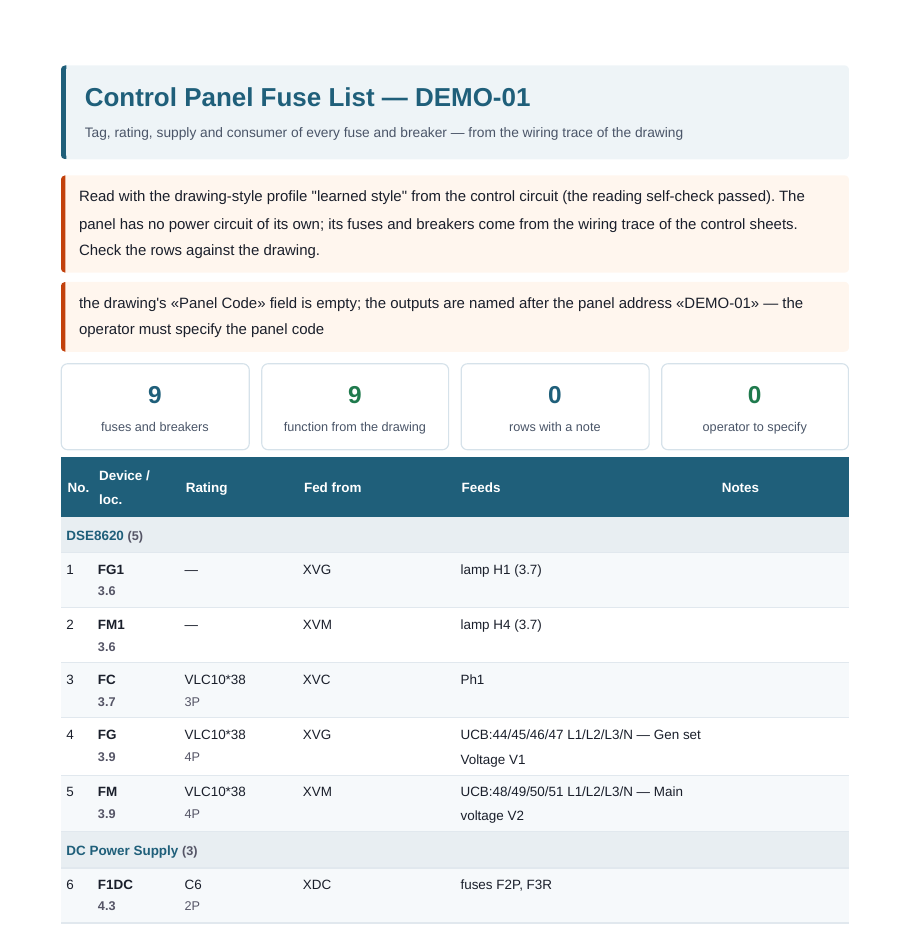 Control Panel Fuse List — DEMO-01
Tag, rating, supply and consumer of every fuse and breaker — from the wiring trace of the drawing
Read with the drawing-style profile "learned style" from the control circuit (the reading self-check passed). The
panel has no power circuit of its own; its fuses and breakers come from the wiring trace of the control sheets.
Check the rows against the drawing.
the drawing's «Panel Code» field is empty; the outputs are named after the panel address «DEMO-01» — the
operator must specify the panel code
9 9 0 0
fuses and breakers function from the drawing rows with a note operator to specify
No. Device / loc. Rating Fed from Feeds Notes
DSE8620 (5)
1 FG1 — XVG lamp H1 (3.7)
3.6
2 FM1 — XVM lamp H4 (3.7)
3.6
3 FC VLC10*38 XVC Ph1
3.7 3P
4 FG VLC10*38 XVG UCB:44/45/46/47 L1/L2/L3/N — Gen set
3.9 4P Voltage V1
5 FM VLC10*38 XVM UCB:48/49/50/51 L1/L2/L3/N — Main
3.9 4P voltage V2
DC Power Supply (3)
6 F1DC C6 XDC fuses F2P, F3R
4.3 2P